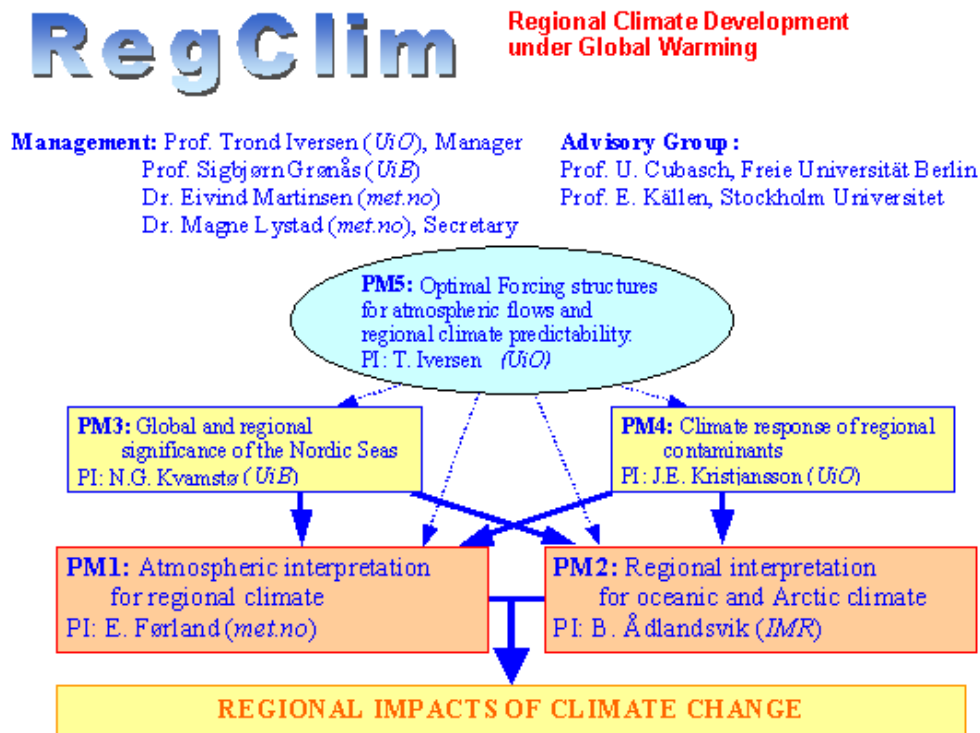 RegClim
Regional Climate Development
under Global Warming
Management: Prof. Trond Iversen (UiO), Manager
Prof. Sigbjørn Grønås (UiB)
Dr. Eivind Martinsen (met.no)
Dr. Magne Lystad (met.no), Secretary
Advisory Group:
Prof. U. Cubasch, Freie Universität Berlin
Prof. E. Källen, Stockholm Universitet
PM5: Optimal Forcing structures
for atmospheric flows and
regional climate predictability.
PI: T. Iversen (UiO)
PM3: Global and regional
significance of the Nordic Seas
PI: N.G. Kvamstø (UiB)
PM4: Climate response of regional
contaminants
PI: J.E. Kristjansson (UiO)
PM1: Atmospheric interpretation
for regional climate
PI: E. Førland (met.no)
PM2: Regional interpretation
for oceanic and Arctic climate
PI: B. Ådlandsvik (IMR)
REGIONAL IMPACTS OF CLIMATE CHANGE